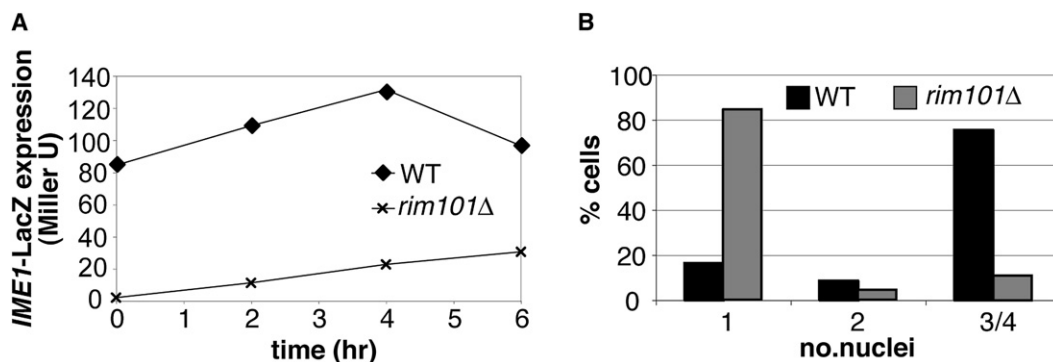 A
IME1-LacZ expression
(Miller U)
140
120
100
80
60
40
20
0
WT
rim101Δ
0 1 2 3 4 5 6
time (hr)
B
% cells
100
80
60
40
20
0
WT rim101Δ
1 2 3/4
no.nuclei